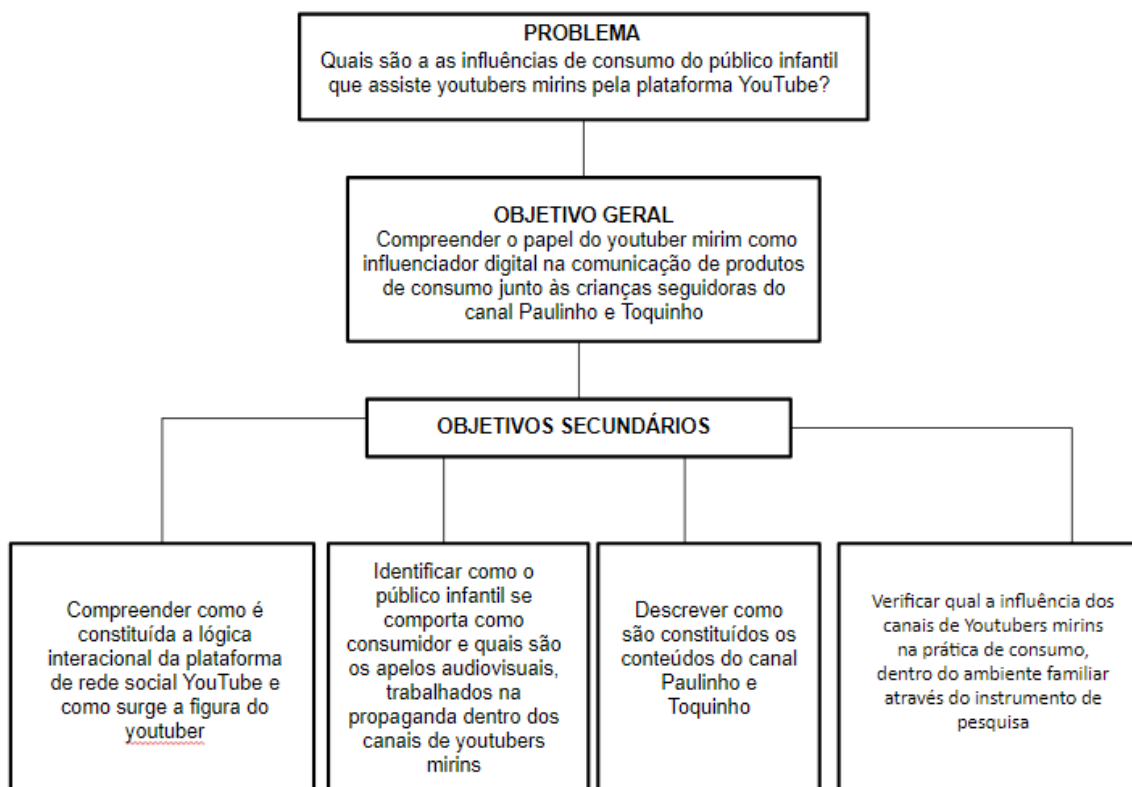 PROBLEMA
Quais são a as influências de consumo do público infantil
que assiste youtubers mirins pela plataforma YouTube?
OBJETIVO GERAL
Compreender o papel do youtuber mirim como
influenciador digital na comunicação de produtos
de consumo junto às crianças seguidoras do
canal Paulinho e Toquinho
OBJETIVOS SECUNDÁRIOS
Compreender como é
constituída a lógica
interacional da plataforma
de rede social YouTube e
como surge a figura do
youtuber
Identificar como o
público infantil se
comporta como
consumidor e quais são
os apelos audiovisuais,
trabalhados na
propaganda dentro dos
canais de youtubers
mirins
Descrever como
são constituídos os
conteúdos do canal
Paulinho e
Toquinho
Verificar qual a influência dos
canais de Youtubers mirins
na prática de consumo,
dentro do ambiente familiar
através do instrumento de
pesquisa